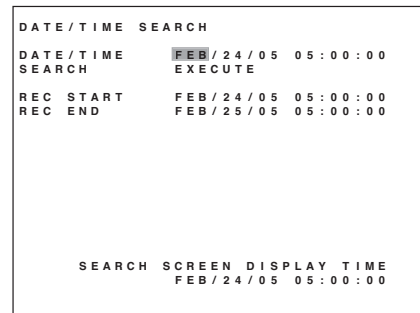 DATE/TIME SEARCH
DATE/TIME FEB/24/05 05:00:00
SEARCH EXECUTE
REC START FEB/24/05 05:00:00
REC END FEB/25/05 05:00:00
SEARCH SCREEN DISPLAY TIME
FEB/24/05 05:00:00